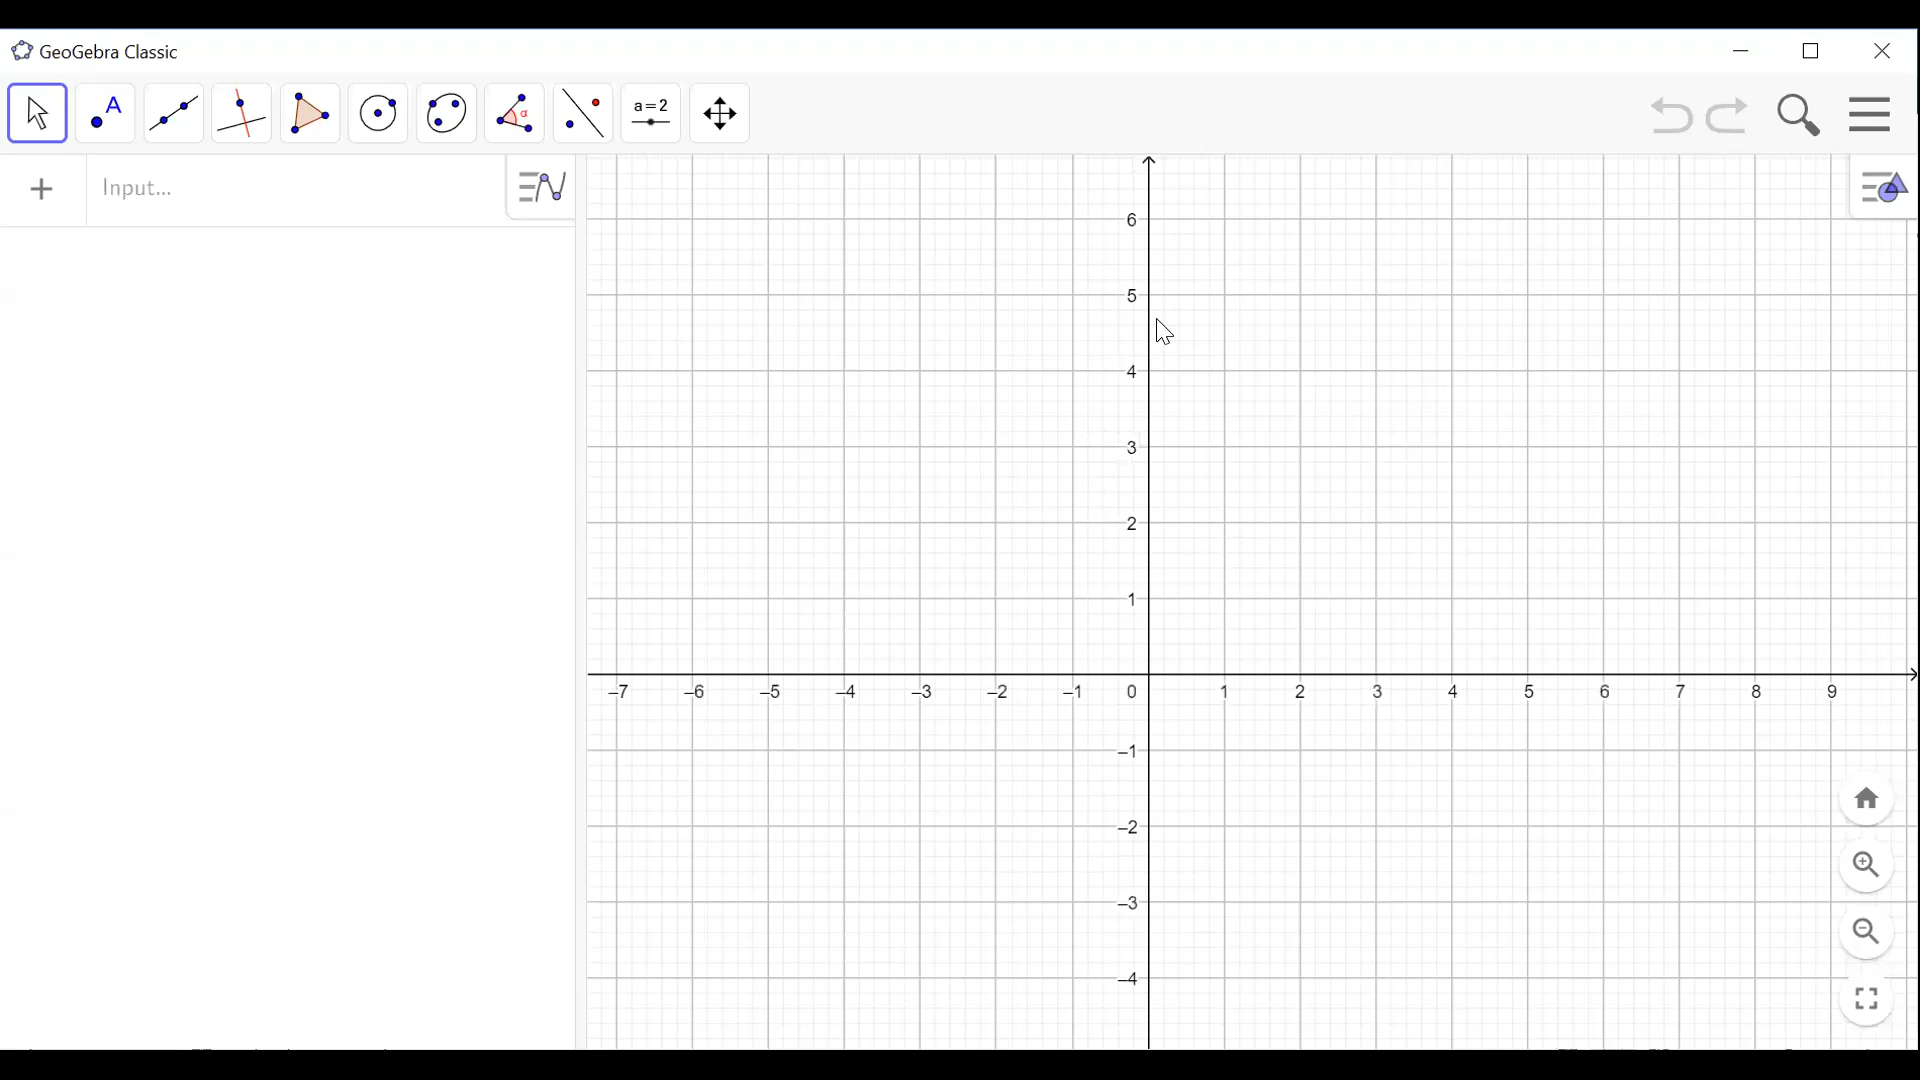 GeoGebra Classic
A
α
a=2
Input...
6
5
4
3
2
1
–7 –6 –5 –4 –3 –2 –1 0 1 2 3 4 5 6 7 8 9
–1
–2
–3
–4